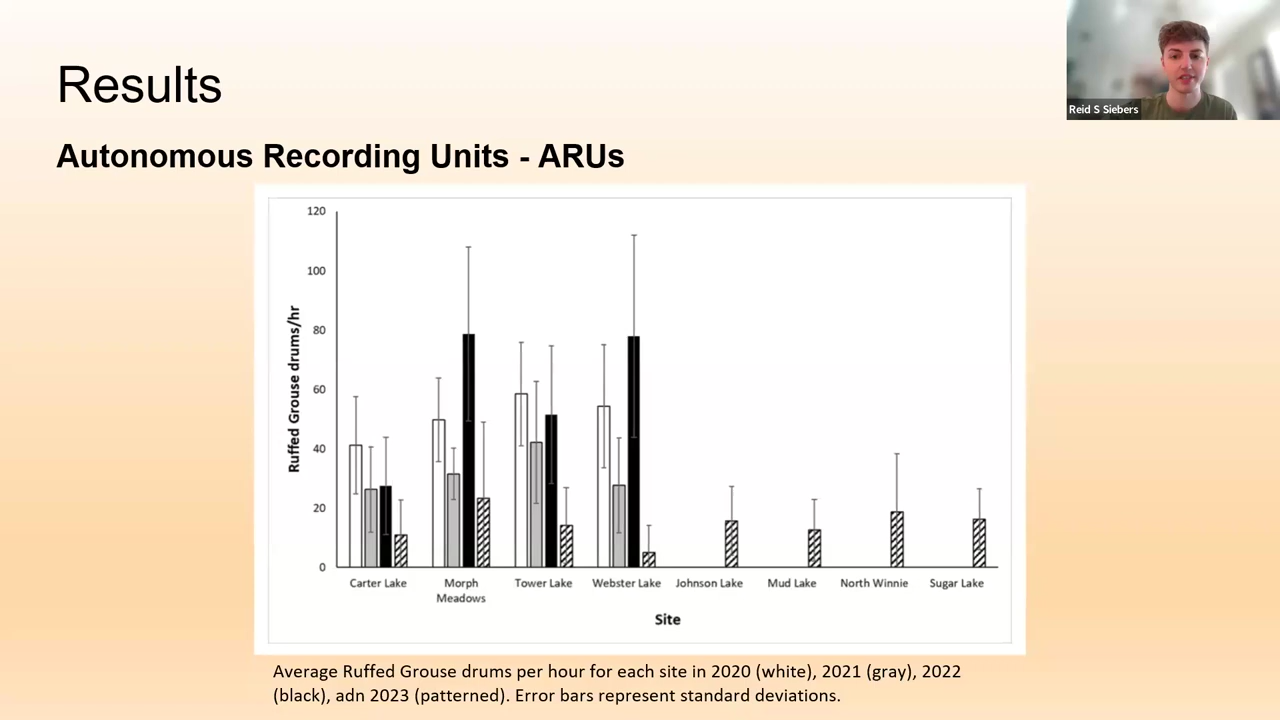 Results
Reid S Siebers
Autonomous Recording Units - ARUs
120
100
80
60
40
20
0
Ruffed Grouse drums/hr
Carter Lake
Morph
Meadows
Tower Lake
Webster Lake
Johnson Lake
Mud Lake
North Winnie
Sugar Lake
Site
Average Ruffed Grouse drums per hour for each site in 2020 (white), 2021 (gray), 2022
(black), adn 2023 (patterned). Error bars represent standard deviations.